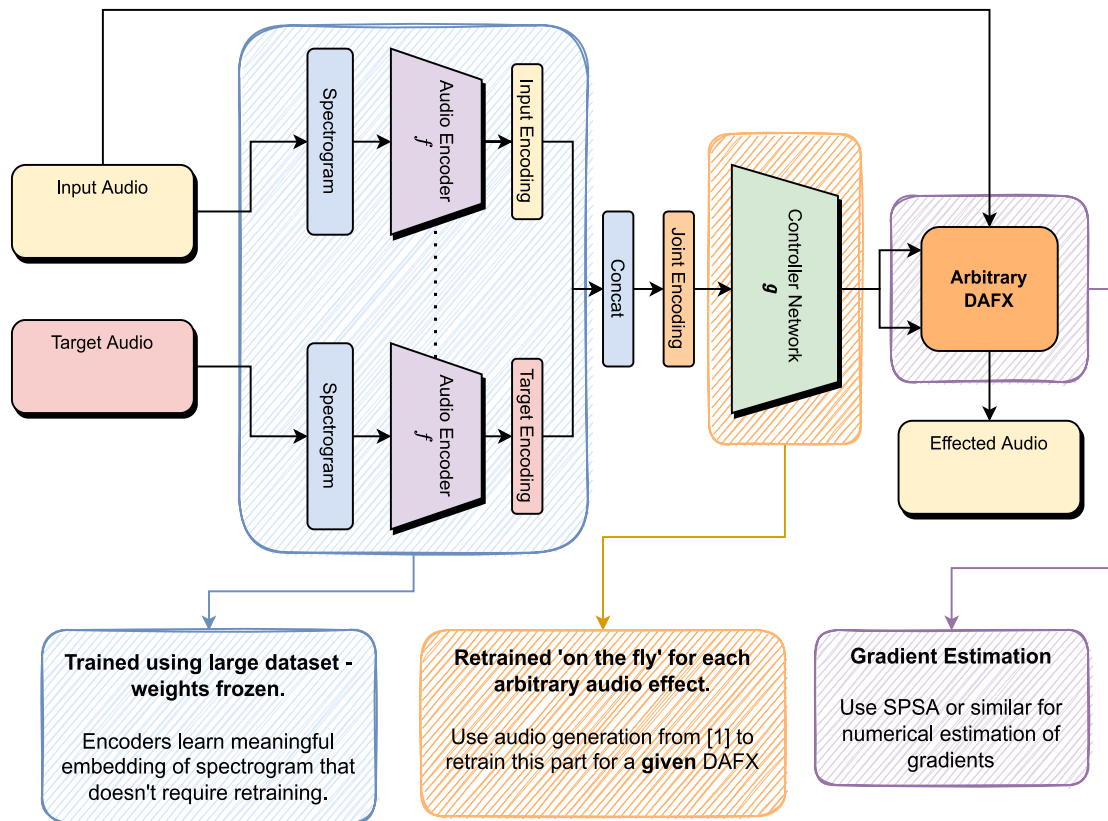 Input Audio
Target Audio
Spectrogram
Audio Encoder
f
Input Encoding
Spectrogram
Audio Encoder
f
Target Encoding
Concat
Joint Encoding
Controller Network
g
Arbitrary
DAFX
Effected Audio
Trained using large dataset -
weights frozen.
Encoders learn meaningful
embedding of spectrogram that
doesn't require retraining.
Retrained 'on the fly' for each
arbitrary audio effect.
Use audio generation from [1] to
retrain this part for a given DAFX
Gradient Estimation
Use SPSA or similar for
numerical estimation of
gradients